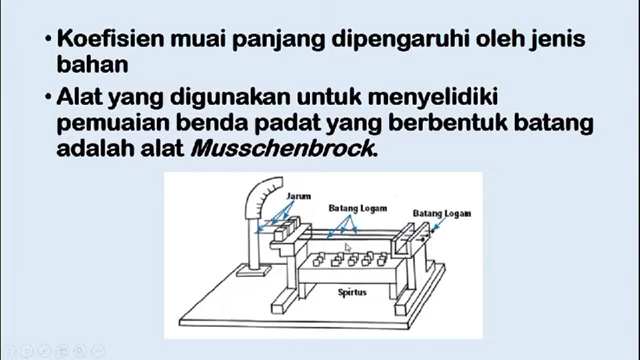 • Koefisien muai panjang dipengaruhi oleh jenis
bahan
• Alat yang digunakan untuk menyelidiki
pemuaian benda padat yang berbentuk batang
adalah alat Musschenbrock.
Jarum
Batang Logam
Batang Logam
Spirtus